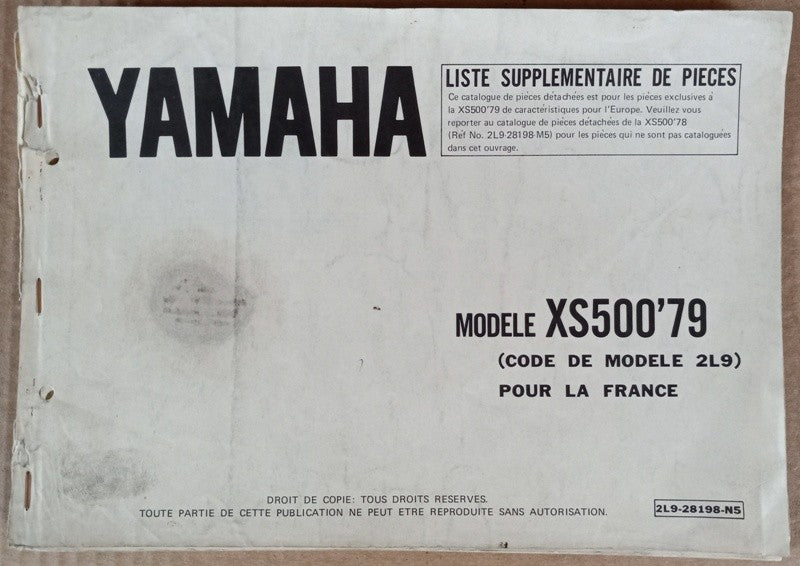 YAMAHA
LISTE SUPPLEMENTAIRE DE PIECES
Ce catalogue de pièces détachées est pour les pièces exclusives à
la XS500'79 de caractéristiques pour l'Europe. Veuillez vous
reporter au catalogue de pièces détachées de la XS500'78
(Réf No. 2L9-28198-M5) pour les pièces qui ne sont pas cataloguées
dans cet ouvrage.
MODELE XS500'79
(CODE DE MODELE 2L9)
POUR LA FRANCE
DROIT DE COPIE: TOUS DROITS RESERVES.
TOUTE PARTIE DE CETTE PUBLICATION NE PEUT ETRE REPRODUITE SANS AUTORISATION.
2L9-28198-N5